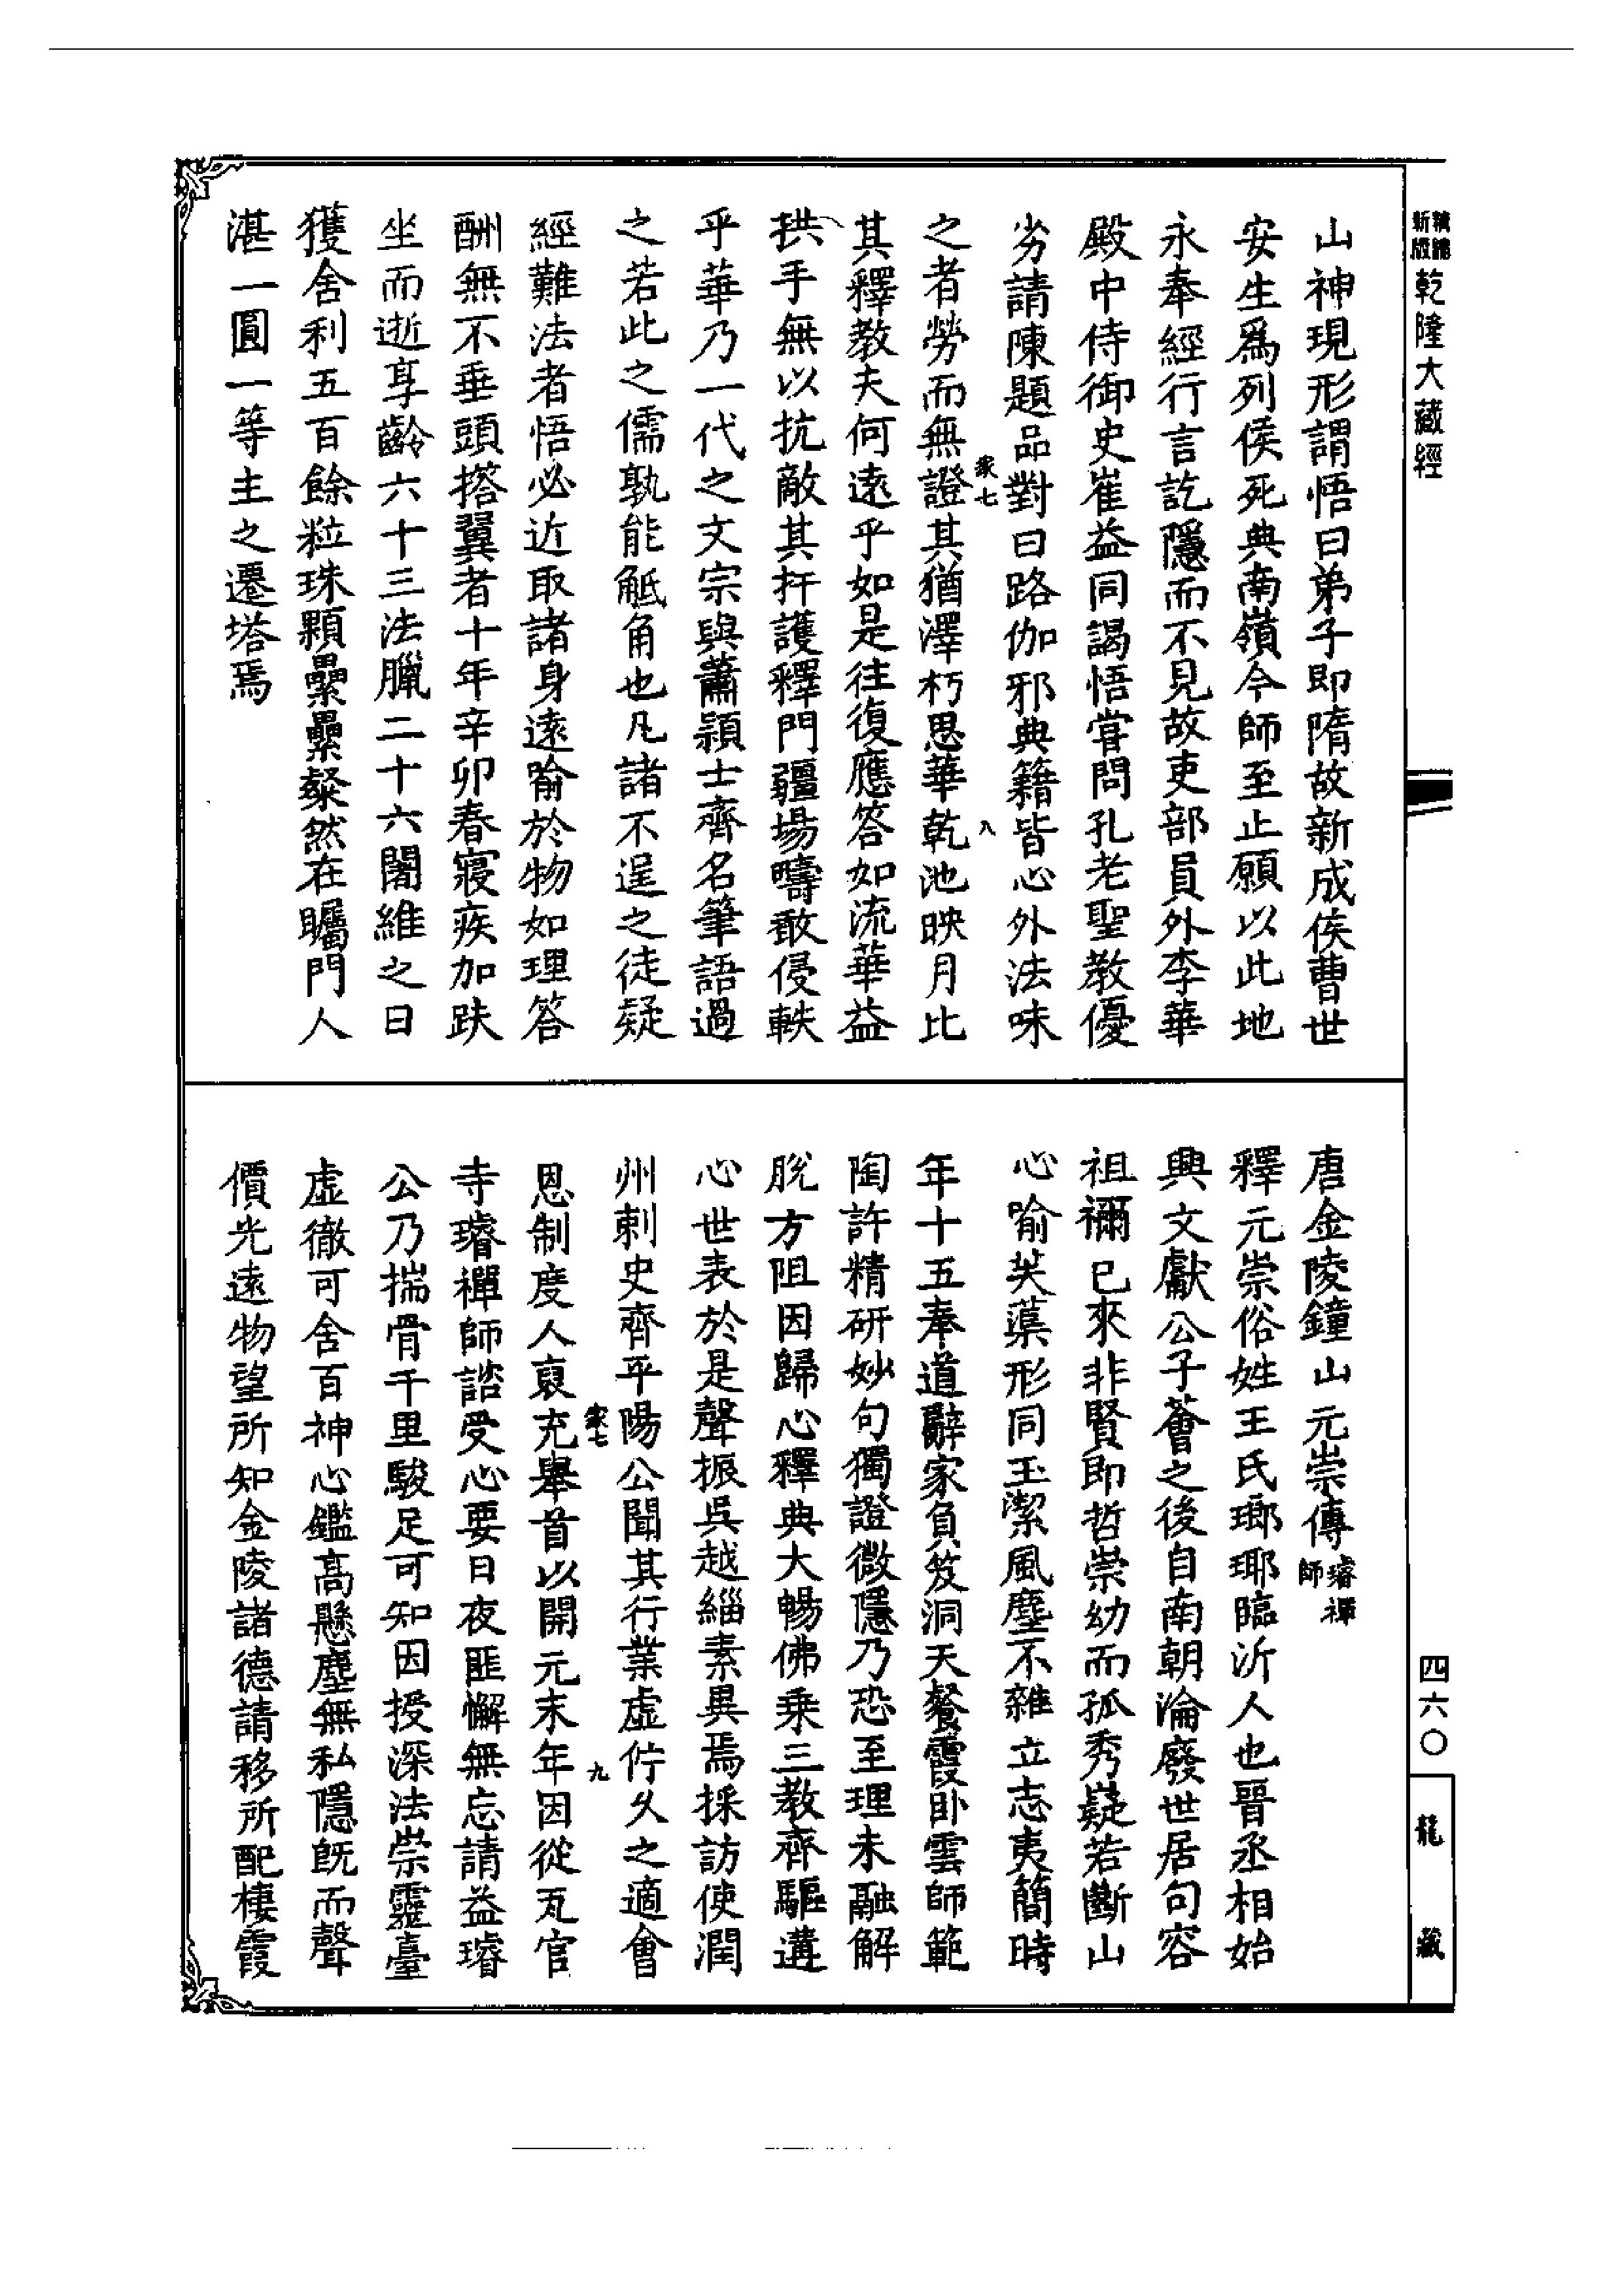 新版精縮乾隆大藏經
山神現形謂悟曰弟子即隋故新成侯曹世
安生爲列侯死典南嶺今師至止願以此地
永奉經行言訖隱而不見故吏部員外李華
殿中侍御史崔益同謁悟甞問孔老聖教優
劣請陳題品對曰路伽邪典籍皆心外法味
家七
八
之者勞而無證其猶澤朽思華乾池映月比
其釋教夫何遠乎如是往復應答如流華益
拱手無以抗敵其扞護釋門疆場疇敢侵軼
乎華乃一代之文宗與蕭潁士齊名筆語過
之若此之儒孰能觝角也凡諸不逞之徒疑
經難法者悟必近取諸身遠喻於物如理答
酬無不垂頭搭翼者十年辛卯春寢疾加趺
坐而逝享齡六十三法臘二十六闍維之日
獲舍利五百餘粒珠顆纍纍粲然在矚門人
湛一圓一等主之遷塔焉
唐金陵鐘山元崇傳璿禪師
釋元崇俗姓王氏瑯琊臨沂人也晉丞相始
興文獻公子薈之後自南朝淪廢世居句容
祖禰已來非賢即哲崇幼而孤秀嶷若斷山
心喻芙蕖形同玉潔風塵不雜立志夷簡時
年十五奉道辭家負笈洞天餐霞臥雲師範
陶許精研妙句獨證微隱乃恐至理未融解
脫方阻因歸心釋典大暢佛乘三教齊驅遘
心世表於是聲振吳越緇素異焉採訪使潤
州刺史齊平陽公聞其行業虛佇久之適會
家七
九
恩制度人裒充舉首以開元末年因從瓦官
寺璿禪師諮受心要日夜匪懈無忘請益璿
公乃揣骨千里駿足可知因授深法崇靈臺
虛徹可舍百神心鑑高懸塵無私隱旣而聲
價光遠物望所知金陵諸德請移所配棲霞
四六〇
龍藏